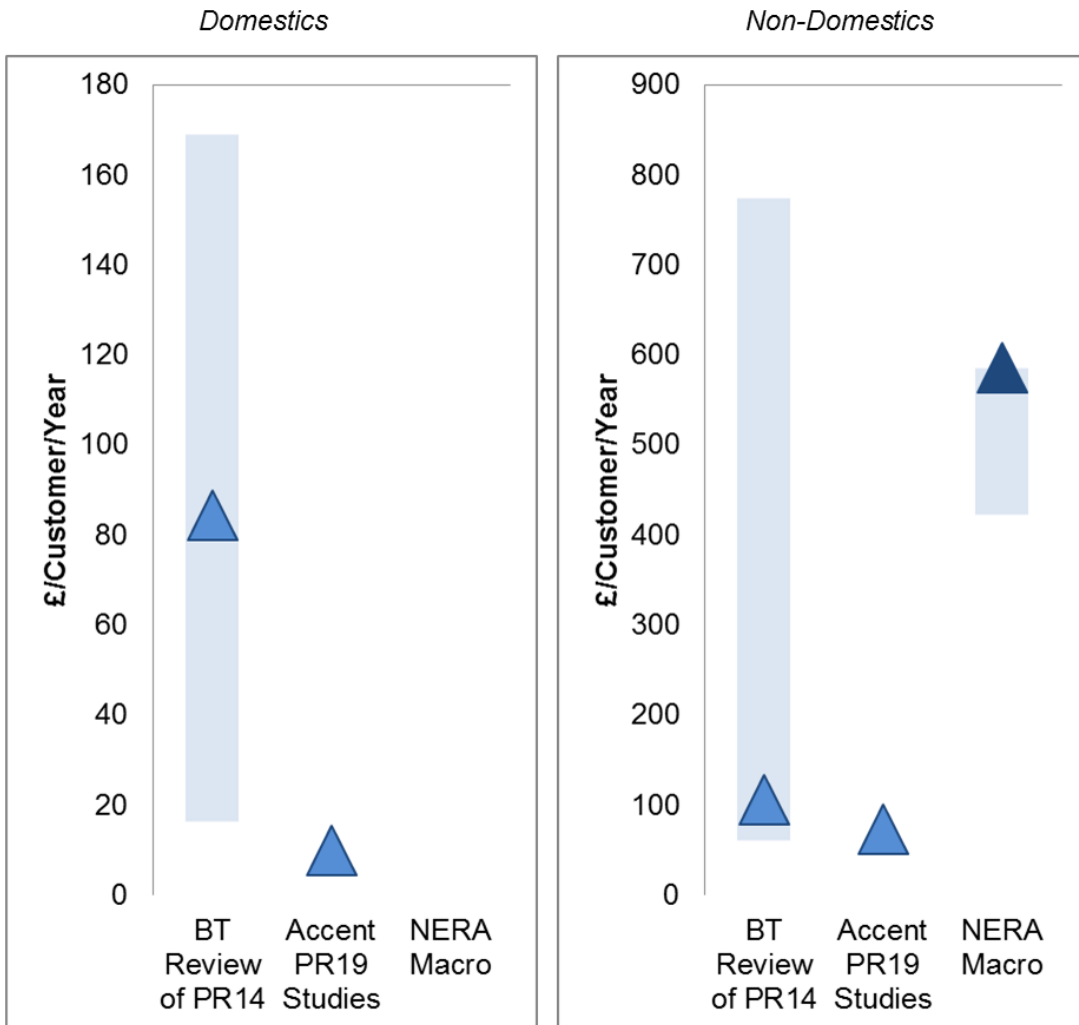 Domestics
180
160
140
120
100
80
60
40
20
0
£/Customer/Year
BT
Review
of PR14
Accent
PR19
Studies
NERA
Macro
Non-Domestics
900
800
700
600
500
400
300
200
100
0
£/Customer/Year
BT
Review
of PR14
Accent
PR19
Studies
NERA
Macro